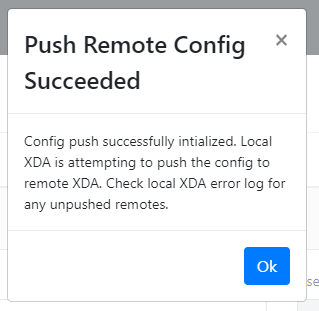 Push Remote Config ×
Succeeded
Config push successfully intialized. Local
XDA is attempting to push the config to
remote XDA. Check local XDA error log for
any unpushed remotes.
Ok
se